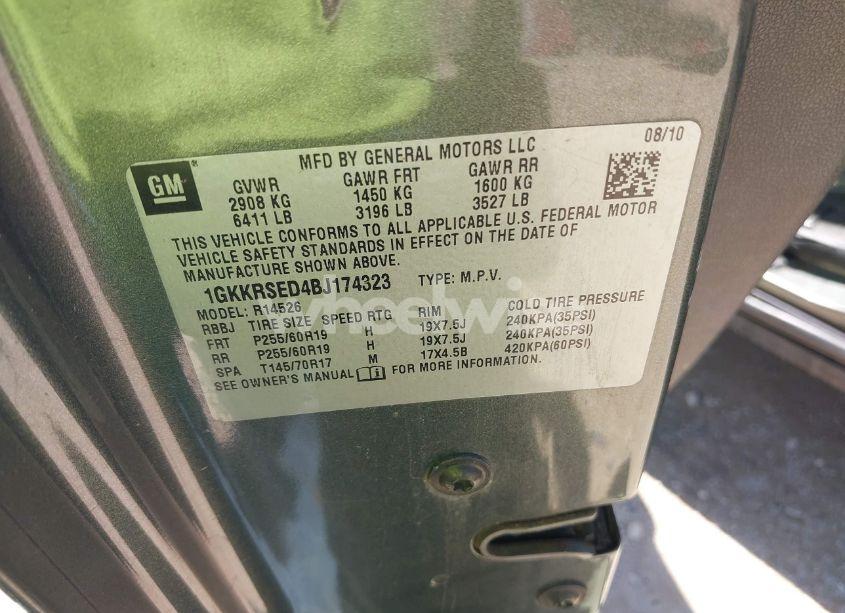 08/10
GM
MFD BY GENERAL MOTORS LLC
GVWR GAWR FRT GAWR RR
2908 KG 1450 KG 1600 KG
6411 LB 3196 LB 3527 LB
THIS VEHICLE CONFORMS TO ALL APPLICABLE U.S. FEDERAL MOTOR
VEHICLE SAFETY STANDARDS IN EFFECT ON THE DATE OF
MANUFACTURE SHOWN ABOVE.
1GKKRSED4BJ174323 TYPE: M.P.V.
MODEL: R14526
RBBJ TIRE SIZE SPEED RTG RIM COLD TIRE PRESSURE
FRT P255/60R19 H 19X7.5J 240KPA(35PSI)
RR P255/60R19 H 19X7.5J 240KPA(35PSI)
SPA T145/70R17 M 17X4.5B 420KPA(60PSI)
SEE OWNER'S MANUAL FOR MORE INFORMATION.